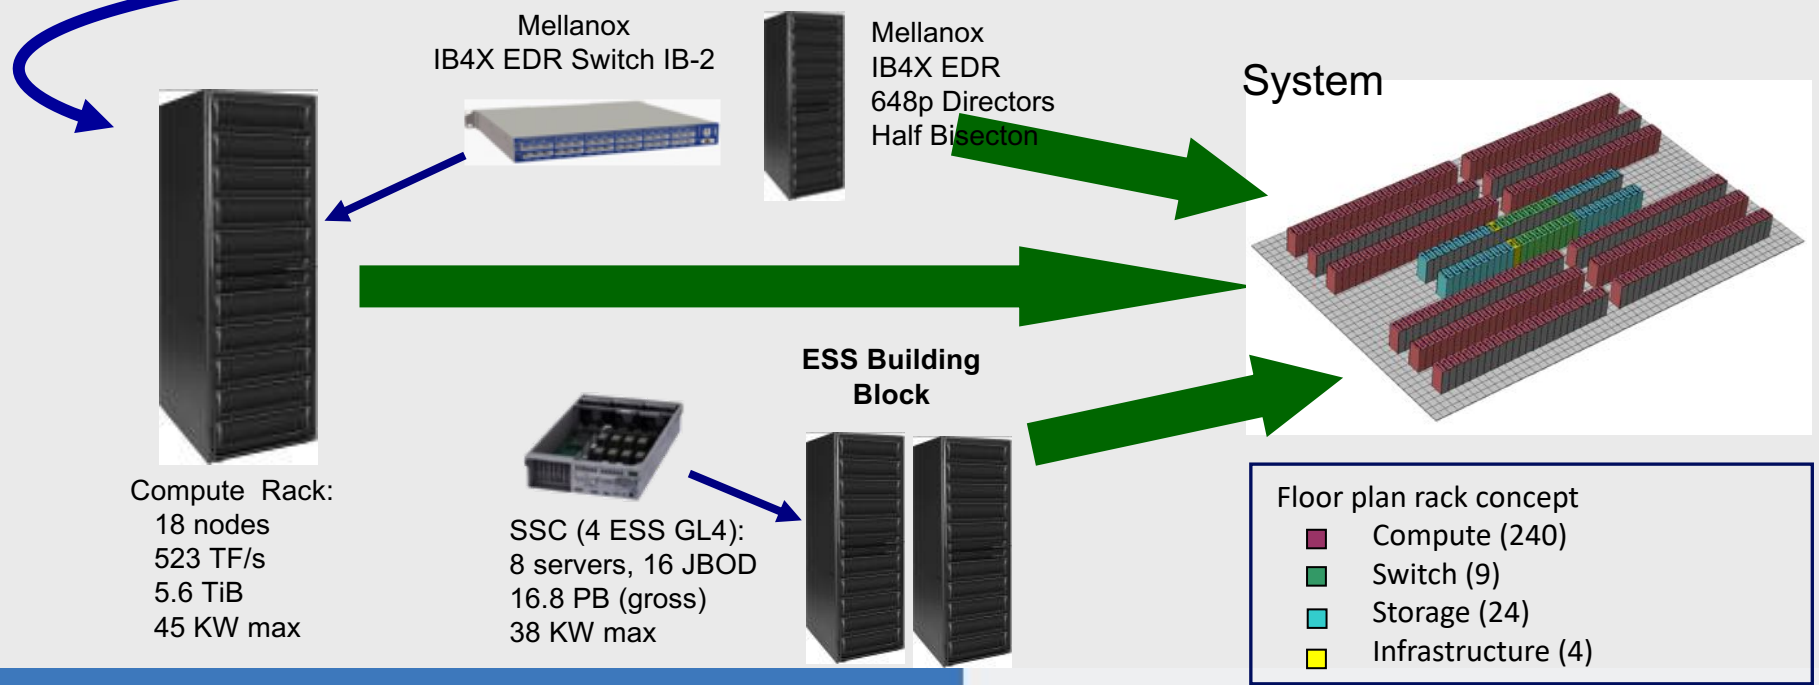 Mellanox
IB4X EDR Switch IB-2
Mellanox
IB4X EDR
648p Directors
Half Bisecton
System
Compute Rack:
18 nodes
523 TF/s
5.6 TiB
45 KW max
SSC (4 ESS GL4):
8 servers, 16 JBOD
16.8 PB (gross)
38 KW max
ESS Building
Block
Floor plan rack concept
Compute (240)
Switch (9)
Storage (24)
Infrastructure (4)